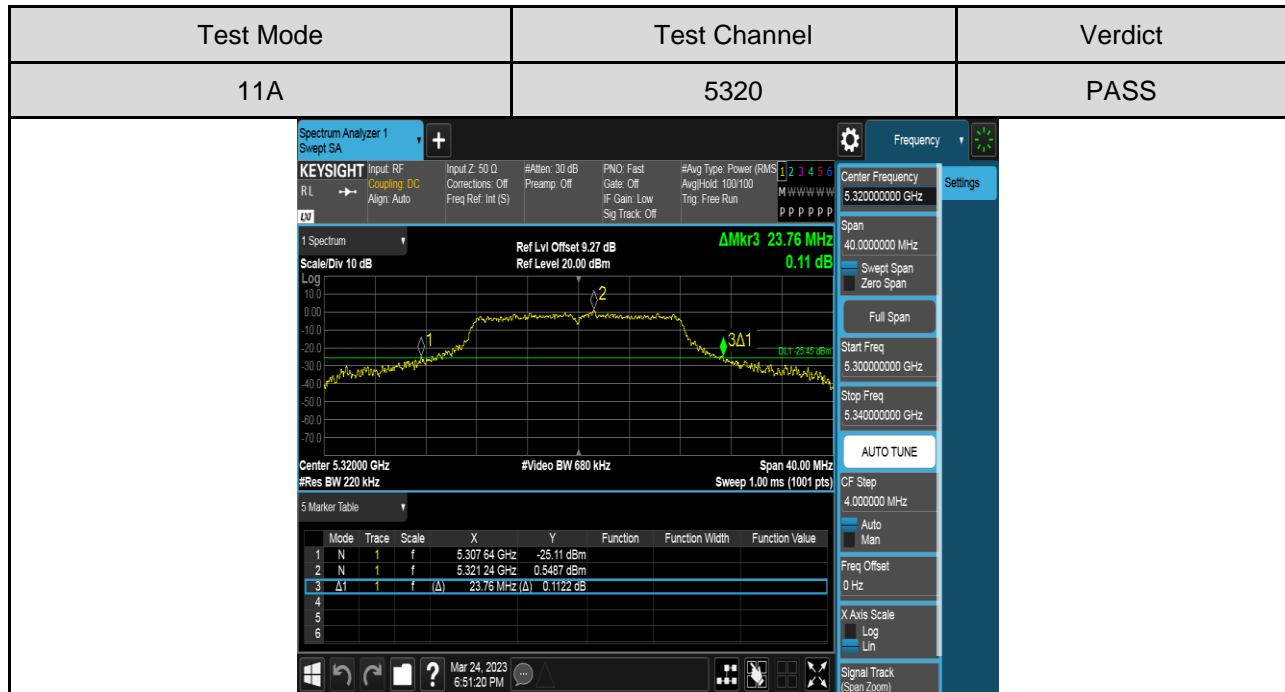 Test Mode Test Channel Verdict
11A 5320 PASS
Spectrum Analyzer 1
Swept SA
+
Frequency
KEYSIGHT Input: RF Input Z: 50 Ω #Atten: 30 dB PNO: Fast #Avg Type: Power (RMS 1 2 3 4 5 6
RL Coupling: DC Corrections: Off Preamp: Off Gate: Off Avg|Hold: 100/100 M W W W W W
Align: Auto Freq Ref: Int (S) IF Gain: Low Trig: Free Run
LXI Sig Track: Off P P P P P P
1 Spectrum Ref Lvl Offset 9.27 dB ΔMkr3 23.76 MHz
Scale/Div 10 dB Ref Level 20.00 dBm 0.11 dB
Log
10.0
0.00
-10.0
-20.0
-30.0
-40.0
-50.0
-60.0
-70.0
1
2
3Δ1
DL1 -25.45 dBm
Center 5.32000 GHz #Video BW 680 kHz Span 40.00 MHz
#Res BW 220 kHz Sweep 1.00 ms (1001 pts)
5 Marker Table
Mode Trace Scale X Y Function Function Width Function Value
1 N 1 f 5.307 64 GHz -25.11 dBm
2 N 1 f 5.321 24 GHz 0.5487 dBm
3 Δ1 1 f (Δ) 23.76 MHz (Δ) 0.1122 dB
4
5
6
Mar 24, 2023
6:51:20 PM
?
Center Frequency
5.320000000 GHz
Settings
Span
40.0000000 MHz
Swept Span
Zero Span
Full Span
Start Freq
5.300000000 GHz
Stop Freq
5.340000000 GHz
AUTO TUNE
CF Step
4.000000 MHz
Auto
Man
Freq Offset
0 Hz
X Axis Scale
Log
Lin
Signal Track
(Span Zoom)